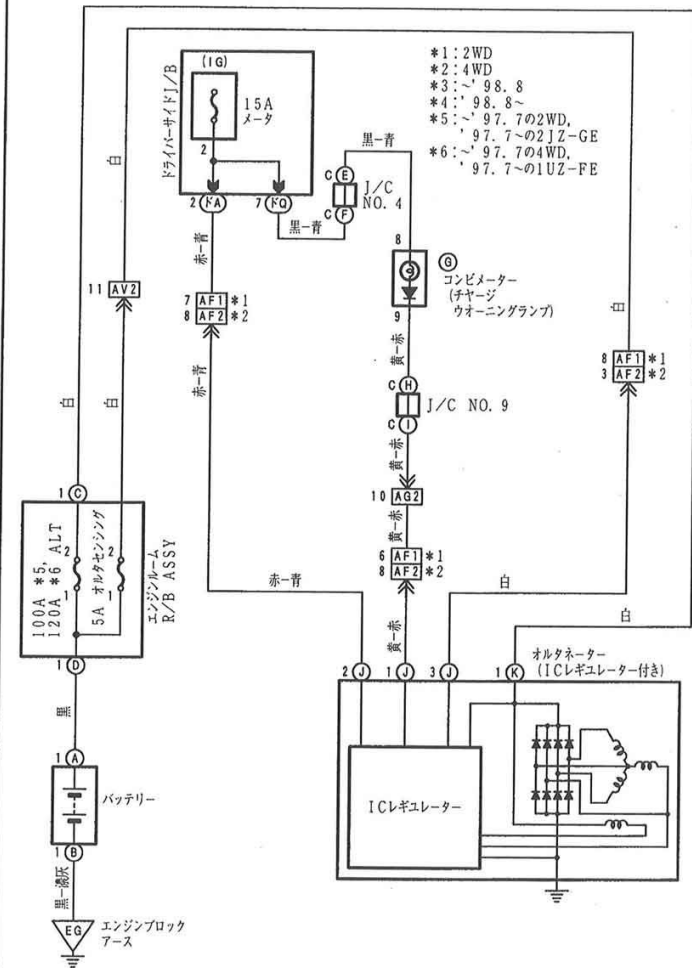 *1:2WD
*2:4WD
*3:~'98.8
*4:'98.8~
*5:~'97.7の2WD,
'97.7~の2JZ-GE
*6:~'97.7の4WD,
'97.7~の1UZ-FE
ドライバーサイドJ/B
(IG)
15A
メータ
2
2 ドA
7 ドQ
黒-青
黒-青
C E
J/C
NO.4
C F
赤-青
8
G
コンビメーター
(チヤージ
ウオーニングランプ)
9
白
11 AV2
7 AF1 *1
8 AF2 *2
黄-赤
白
8 AF1 *1
3 AF2 *2
赤-青
C H
J/C NO.9
C I
白
白
黄-赤
10 AG2
黄-赤
1 C
6 AF1 *1
8 AF2 *2
100A *5,
120A *6 ALT
5A オルタセンシング
2
2
1
1
エンジンルーム
R/B ASSY
赤-青
白
白
黄-赤
1 D
2 J
1 J
3 J
1 K
オルタネーター
(ICレギュレーター付き)
黒
1 A
バッテリー
ICレギュレーター
1 B
黒-濃灰
EG
エンジンブロック
アース